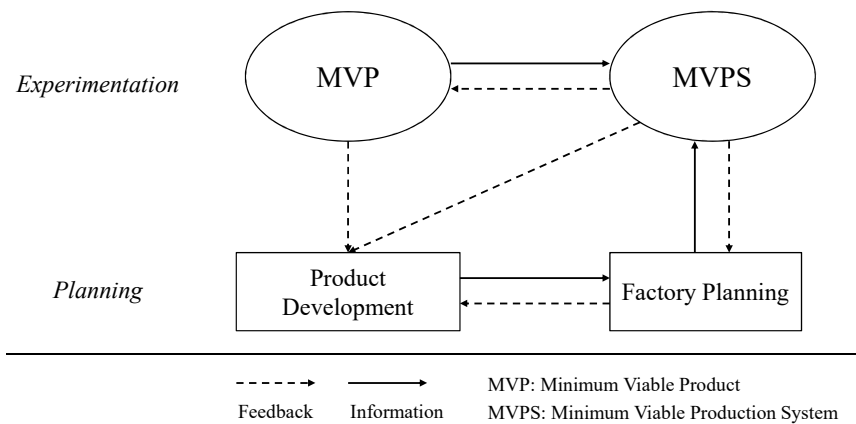 Experimentation
MVP
MVPS
Planning
Product
Development
Factory Planning
Feedback
Information
MVP: Minimum Viable Product
MVPS: Minimum Viable Production System